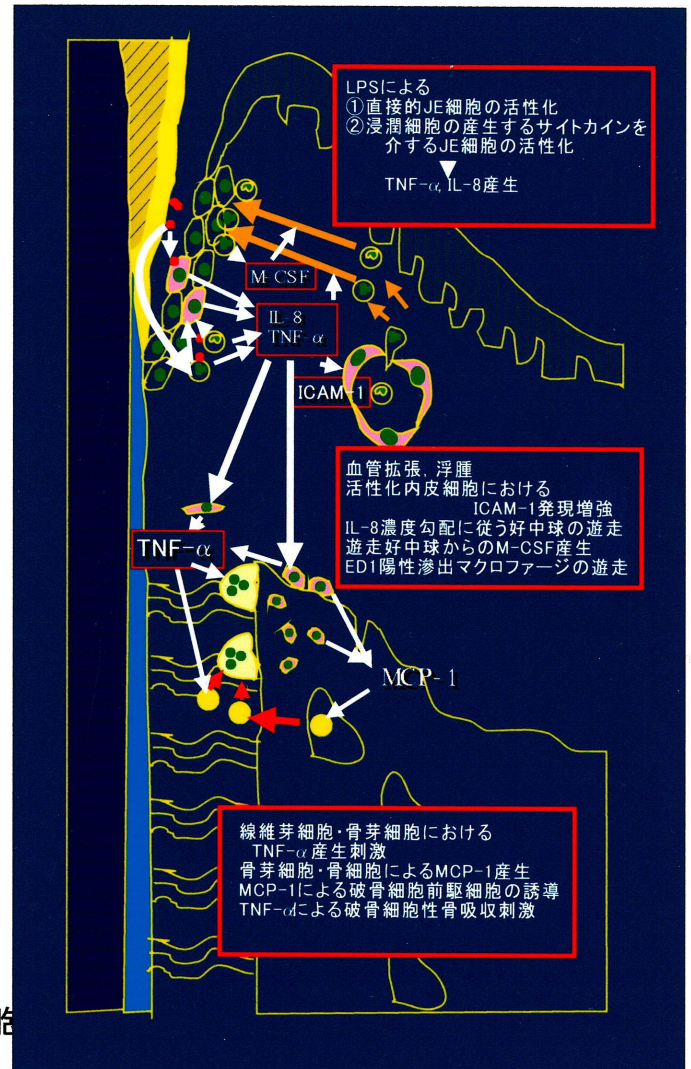 LPSによる
①直接的JE細胞の活性化
②浸潤細胞の産生するサイトカインを
介するJE細胞の活性化
TNF-α, IL-8産生
M-CSF
IL-8
TNF-α
ICAM-1
血管拡張, 浮腫
活性化内皮細胞における
ICAM-1発現増強
IL-8濃度勾配に従う好中球の遊走
遊走好中球からのM-CSF産生
ED1陽性滲出マクロファージの遊走
TNF-α
MCP-1
線維芽細胞・骨芽細胞における
TNF-α産生刺激
骨芽細胞・骨細胞によるMCP-1産生
MCP-1による破骨細胞前駆細胞の誘導
TNF-αによる破骨細胞性骨吸収刺激
胞